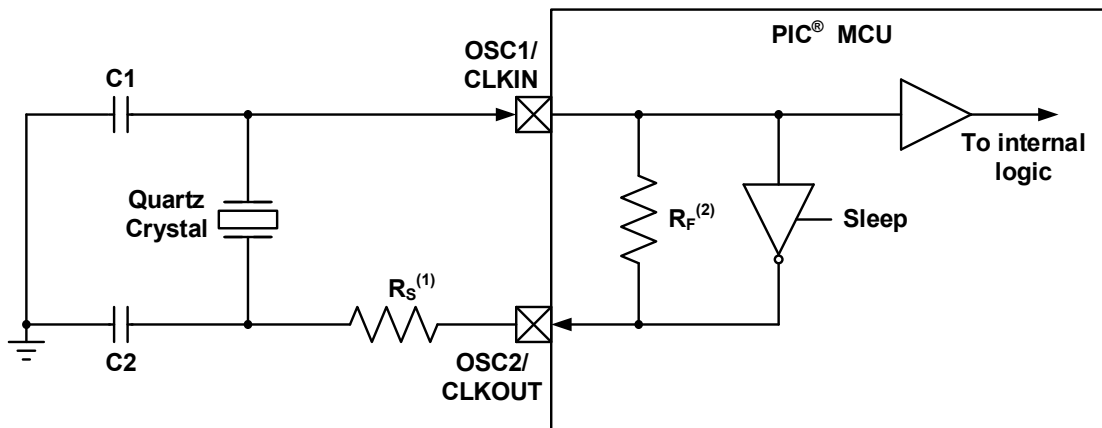 PIC® MCU
OSC1/
CLKIN
C1
To internal
logic
Quartz
Crystal
RF(2)
Sleep
RS(1)
C2
OSC2/
CLKOUT